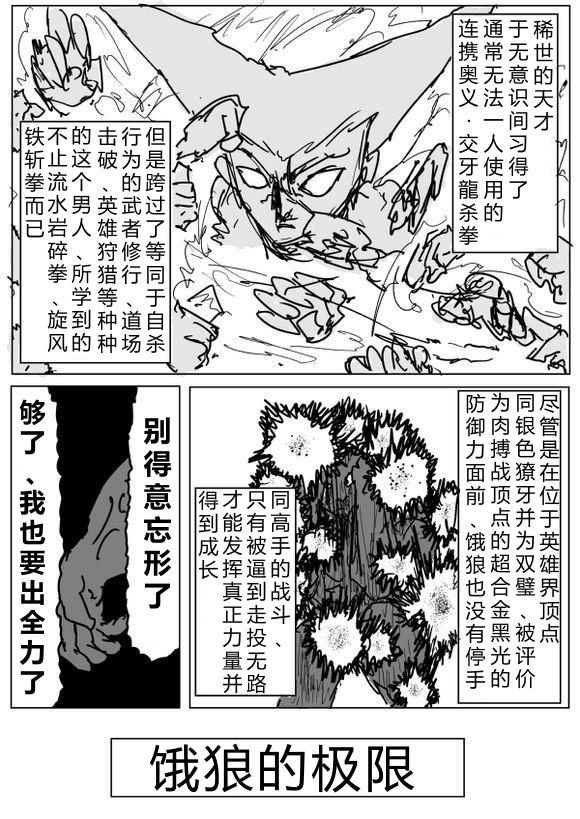 稀世的天才
于无意识间习得了
通常无法一人使用的
连携奥义·交牙龍杀拳
但是跨过了等同于自杀
行为的武者修行、道场
击破、英雄狩猎等种种
的这个男人、所学到的
不止流水岩碎拳、旋风
铁斩拳而已
尽管是在位于英雄界顶点
同银色獠牙并为双璧、被评价
为肉搏战顶点的超合金黑光的
防御力面前、饿狼也没有停手
同高手的战斗、
只有被逼到走投无路
才能发挥真正力量并
得到成长
别得意忘形了
够了、我也要出全力了
饿狼的极限